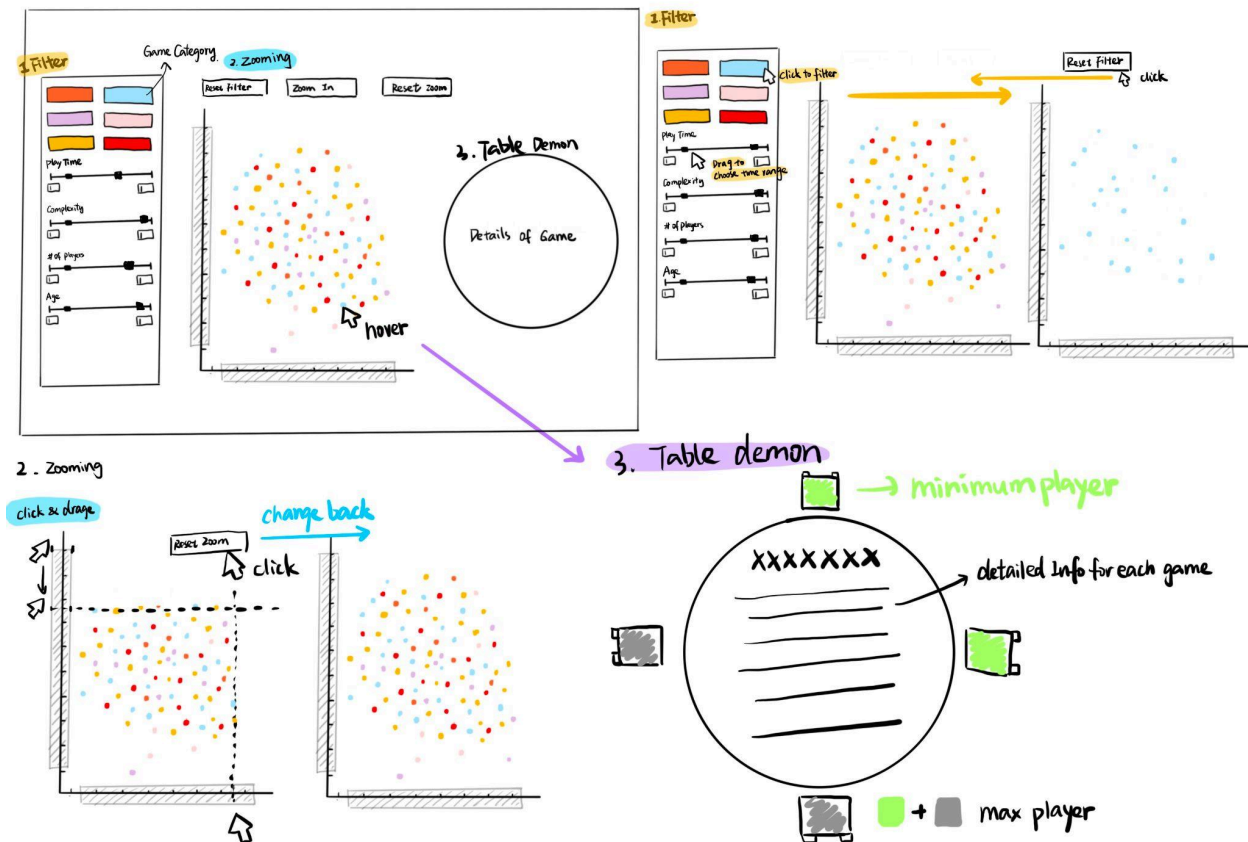 1. Filter
Game Category.
2. Zooming
Reset Filter
Zoom In
Reset Zoom
Play Time
Complexity
# of players
Age
hover
3. Table Demon
Details of Game
1. Filter
click to filter
Play Time
Drag to
choose time range
Complexity
# of players
Age
Reset Filter
click
2. Zooming
click & drage
Reset Zoom
click
change back
3. Table demon
minimum player
XXXXXXX
detailed Info for each game
+ max player